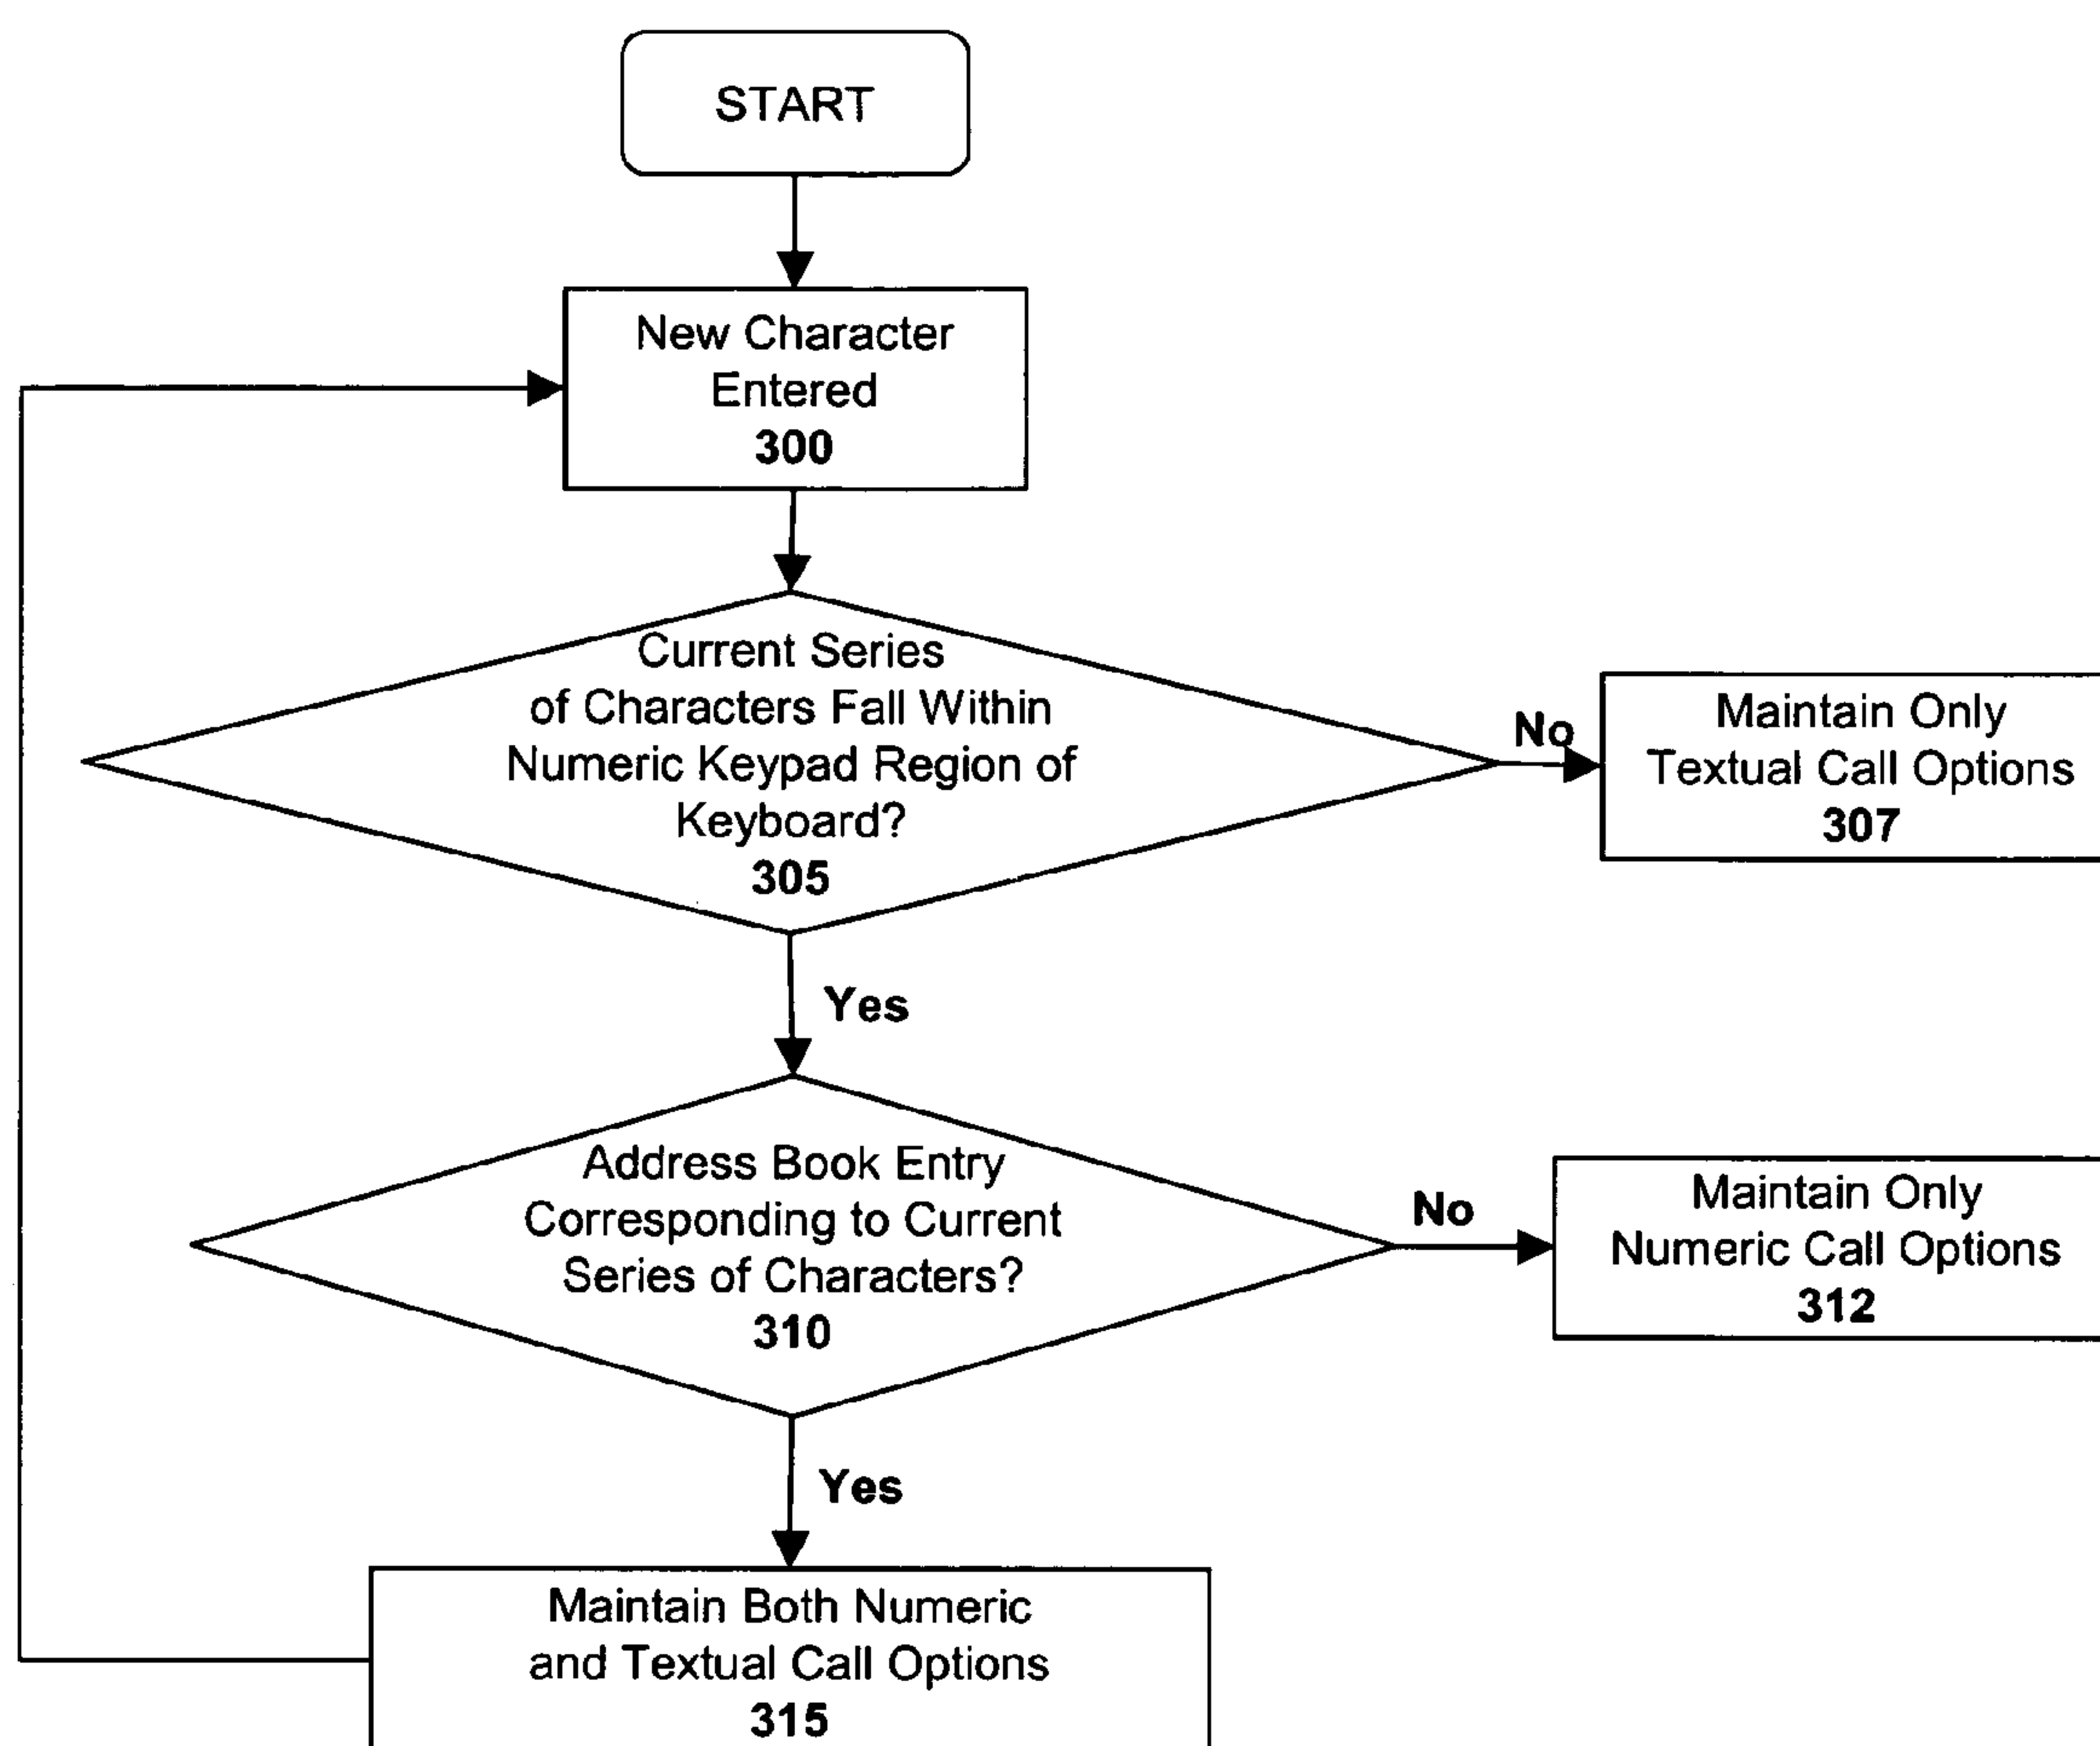 START
New Character
Entered
300
Current Series
of Characters Fall Within
Numeric Keypad Region of
Keyboard?
305
No
Maintain Only
Textual Call Options
307
Yes
Address Book Entry
Corresponding to Current
Series of Characters?
310
No
Maintain Only
Numeric Call Options
312
Yes
Maintain Both Numeric
and Textual Call Options
315